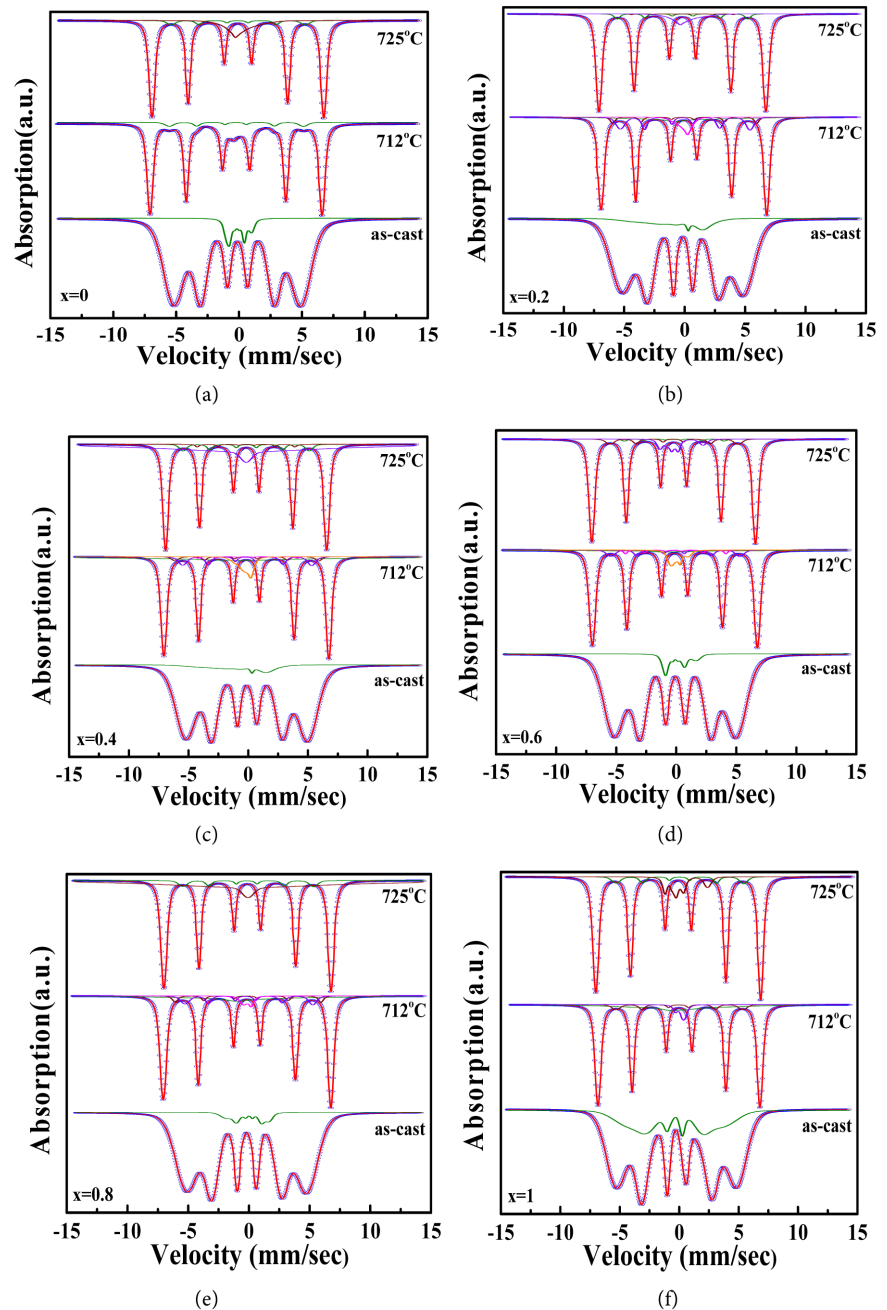 725°C
712°C
as-cast
x=0
Absorption(a.u.)
-15 -10 -5 0 5 10 15
Velocity (mm/sec)
(a)
725°C
712°C
as-cast
x=0.2
Absorption(a.u.)
-15 -10 -5 0 5 10 15
Velocity (mm/sec)
(b)
725°C
712°C
as-cast
x=0.4
Absorption(a.u.)
-15 -10 -5 0 5 10 15
Velocity (mm/sec)
(c)
725°C
712°C
as-cast
x=0.6
Absorption(a.u.)
-15 -10 -5 0 5 10 15
Velocity (mm/sec)
(d)
725°C
712°C
as-cast
x=0.8
Absorption(a.u.)
-15 -10 -5 0 5 10 15
Velocity (mm/sec)
(e)
725°C
712°C
as-cast
x=1
Absorption(a.u.)
-15 -10 -5 0 5 10 15
Velocity (mm/sec)
(f)